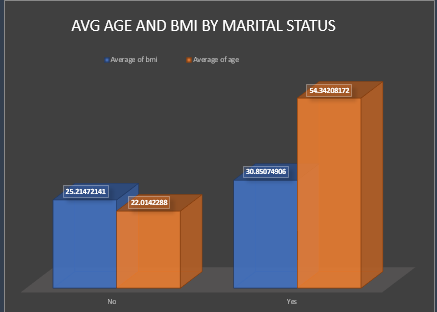 AVG AGE AND BMI BY MARITAL STATUS
Average of bmi Average of age
54.34208172
30.85074906
25.21472141
22.0142288
No Yes